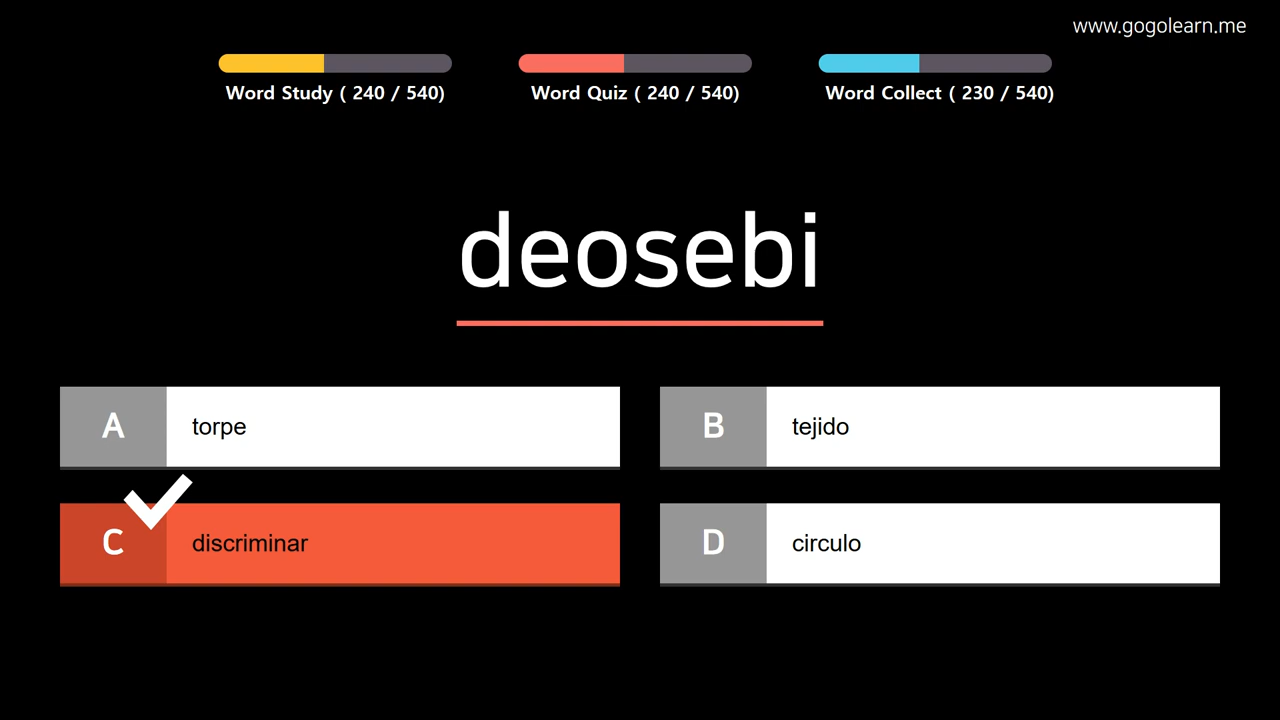 www.gogolearn.me
Word Study ( 240 / 540)
Word Quiz ( 240 / 540)
Word Collect ( 230 / 540)
deosebi
A torpe
B tejido
C discriminar
D circulo